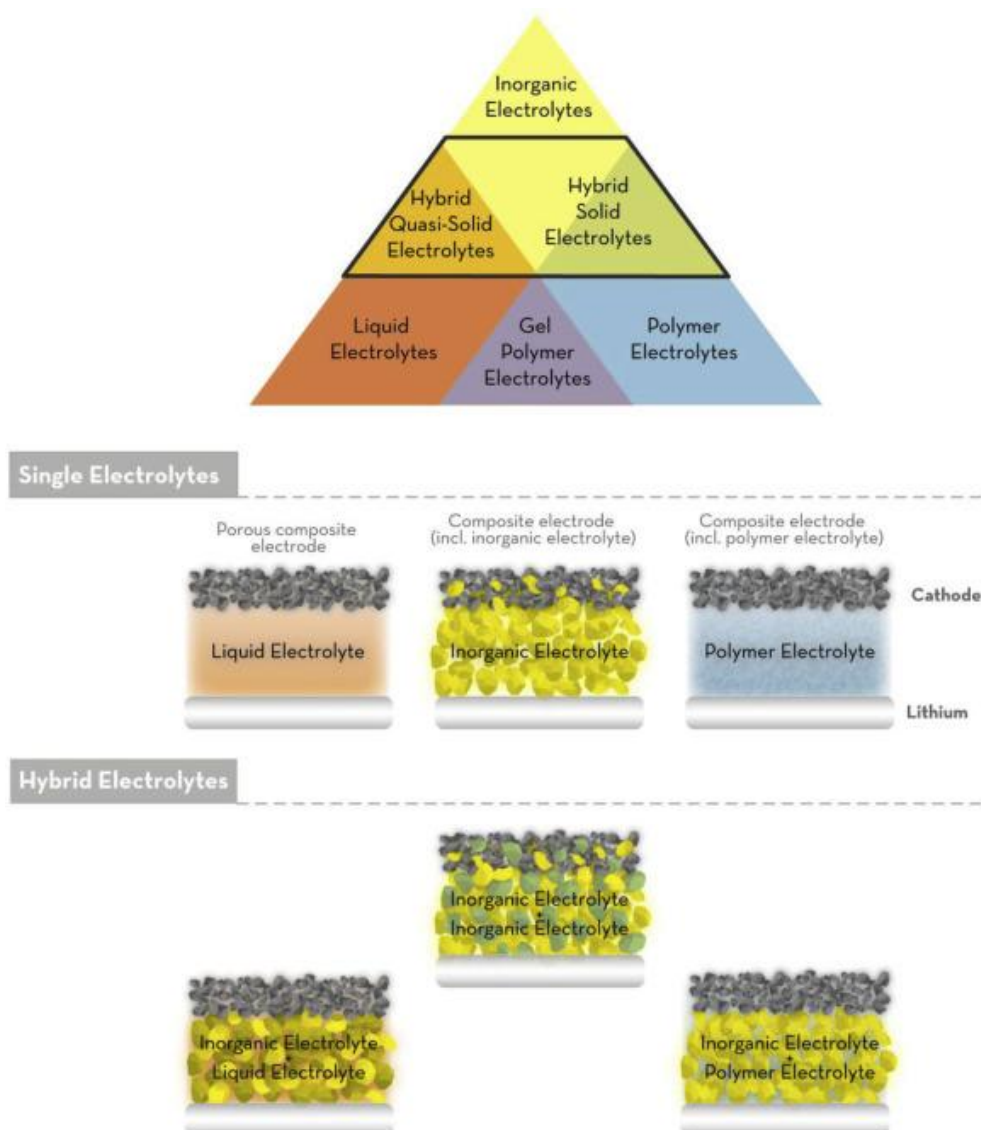 Inorganic
Electrolytes
Hybrid
Quasi-Solid
Electrolytes
Hybrid
Solid
Electrolytes
Liquid
Electrolytes
Gel
Polymer
Electrolytes
Polymer
Electrolytes
Single Electrolytes
Porous composite
electrode
Composite electrode
(incl. inorganic electrolyte)
Composite electrode
(incl. polymer electrolyte)
Cathode
Liquid Electrolyte
Inorganic Electrolyte
Polymer Electrolyte
Lithium
Hybrid Electrolytes
Inorganic Electrolyte
+
Inorganic Electrolyte
Inorganic Electrolyte
+
Liquid Electrolyte
Inorganic Electrolyte
+
Polymer Electrolyte